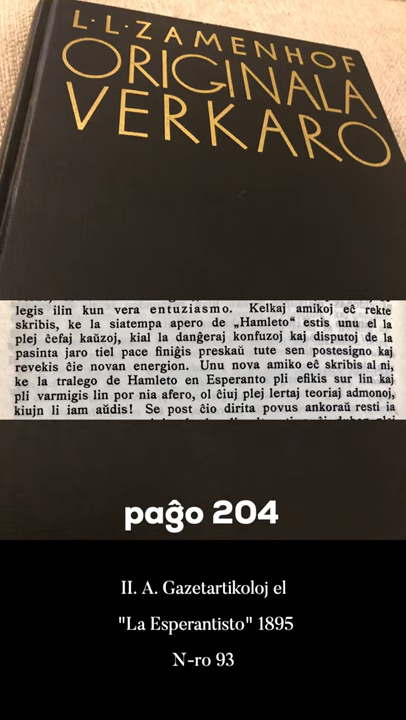 L·L·ZAMENHOF
ORIGINALA
VERKARO
legis ilin kun vera entuziasmo. Kelkaj amikoj eĉ rekte
skribis, ke la siatempa apero de „Hamleto“ estis unu el la
plej ĉefaj kaŭzoj, kial la danĝeraj konfuzoj kaj disputoj de la
pasinta jaro tiel pace finiĝis preskaŭ tute sen postesigno kaj
revekis ĉie novan energion. Unu nova amiko eĉ skribis al ni,
ke la tralego de Hamleto en Esperanto pli efikis sur lin kaj
pli varmigis lin por nia afero, ol ĉiuj plej lertaj teoriaj admonoj,
kiujn li iam aŭdis! Se post ĉio dirita povus ankoraŭ resti ia
paĝo 204
II. A. Gazetartikoloj el
"La Esperantisto" 1895
N-ro 93